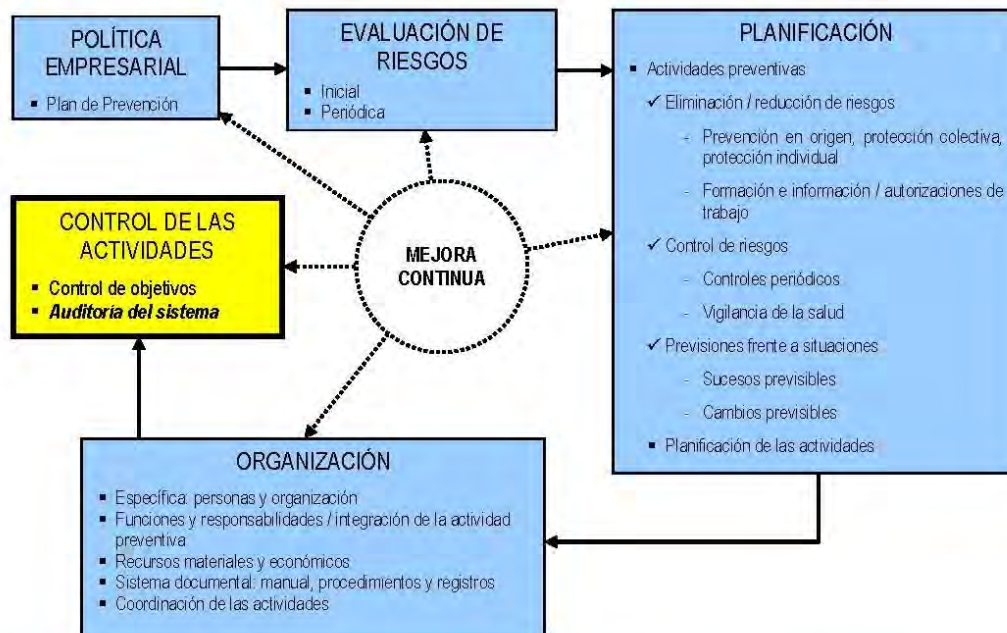 POLÍTICA
EMPRESARIAL
▪ Plan de Prevención
EVALUACIÓN DE
RIESGOS
▪ Inicial
▪ Periódica
PLANIFICACIÓN
▪ Actividades preventivas
✓ Eliminación / reducción de riesgos
- Prevención en origen, protección colectiva,
protección individual
- Formación e información / autorizaciones de
trabajo
✓ Control de riesgos
- Controles periódicos
- Vigilancia de la salud
✓ Previsiones frente a situaciones
- Sucesos previsibles
- Cambios previsibles
▪ Planificación de las actividades
CONTROL DE LAS
ACTIVIDADES
▪ Control de objetivos
▪ Auditoría del sistema
MEJORA
CONTINUA
ORGANIZACIÓN
▪ Específica: personas y organización
▪ Funciones y responsabilidades / integración de la actividad
preventiva
▪ Recursos materiales y económicos
▪ Sistema documental: manual, procedimientos y registros
▪ Coordinación de las actividades